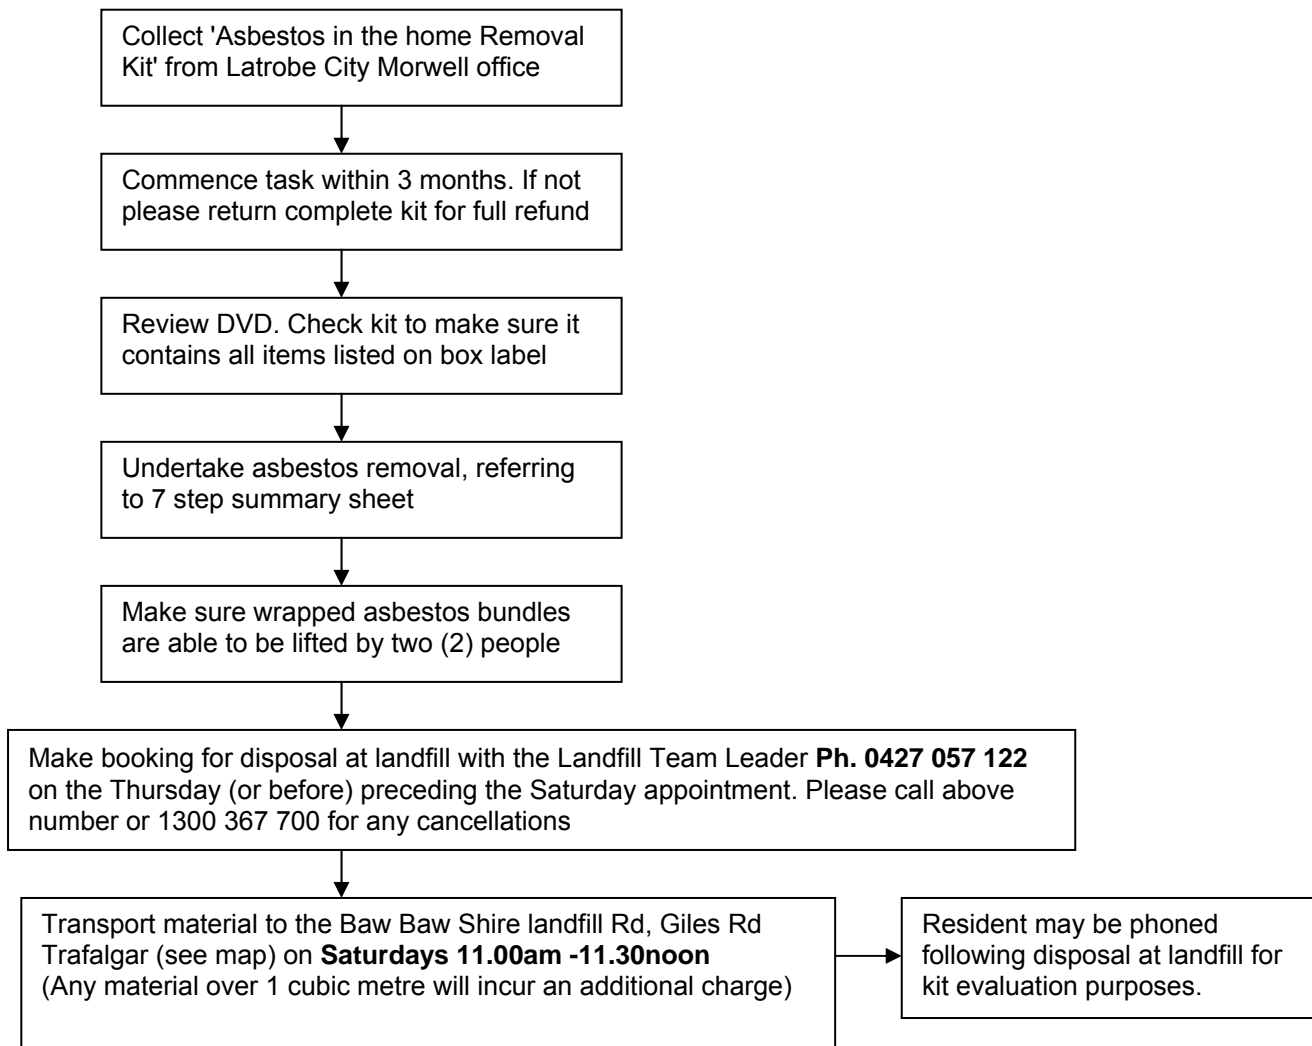 Collect 'Asbestos in the home Removal
Kit' from Latrobe City Morwell office
Commence task within 3 months. If not
please return complete kit for full refund
Review DVD. Check kit to make sure it
contains all items listed on box label
Undertake asbestos removal, referring
to 7 step summary sheet
Make sure wrapped asbestos bundles
are able to be lifted by two (2) people
Make booking for disposal at landfill with the Landfill Team Leader Ph. 0427 057 122
on the Thursday (or before) preceding the Saturday appointment. Please call above
number or 1300 367 700 for any cancellations
Transport material to the Baw Baw Shire landfill Rd, Giles Rd
Trafalgar (see map) on Saturdays 11.00am -11.30noon
(Any material over 1 cubic metre will incur an additional charge)
Resident may be phoned
following disposal at landfill for
kit evaluation purposes.